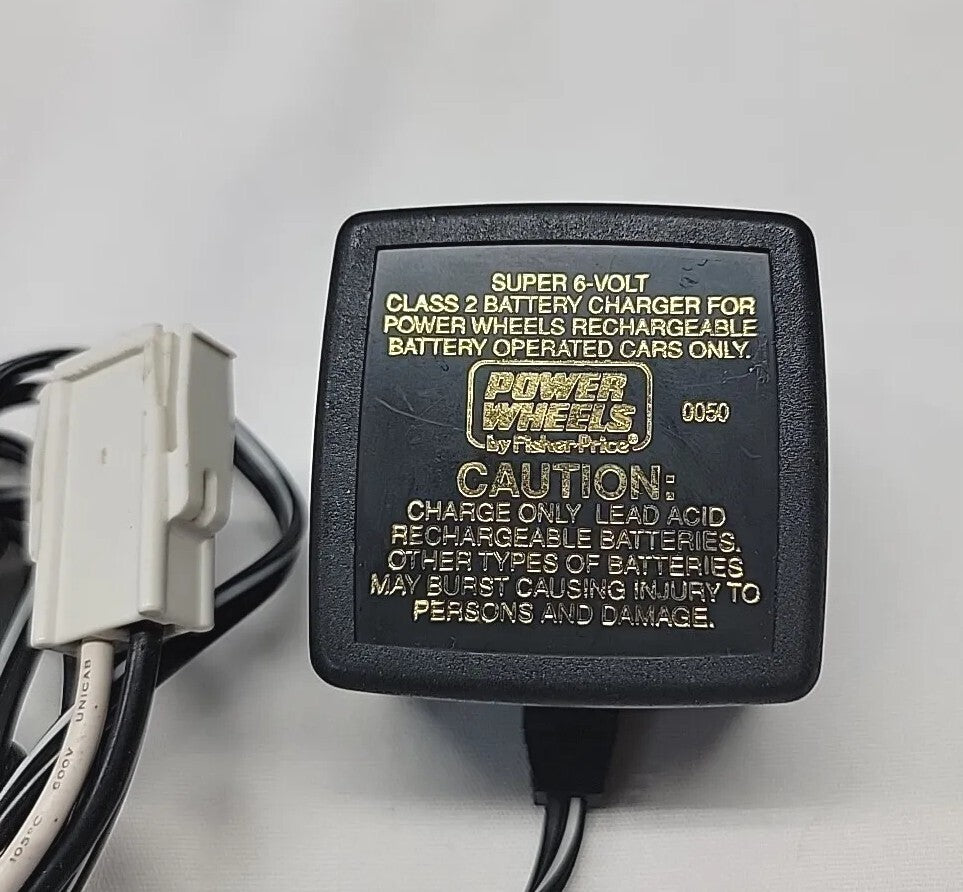 SUPER 6-VOLT
CLASS 2 BATTERY CHARGER FOR
POWER WHEELS RECHARGEABLE
BATTERY OPERATED CARS ONLY.
POWER
WHEELS
by Fisher-Price®
0050
CAUTION:
CHARGE ONLY LEAD ACID
RECHARGEABLE BATTERIES.
OTHER TYPES OF BATTERIES
MAY BURST CAUSING INJURY TO
PERSONS AND DAMAGE.
105°C 600V UNICAB